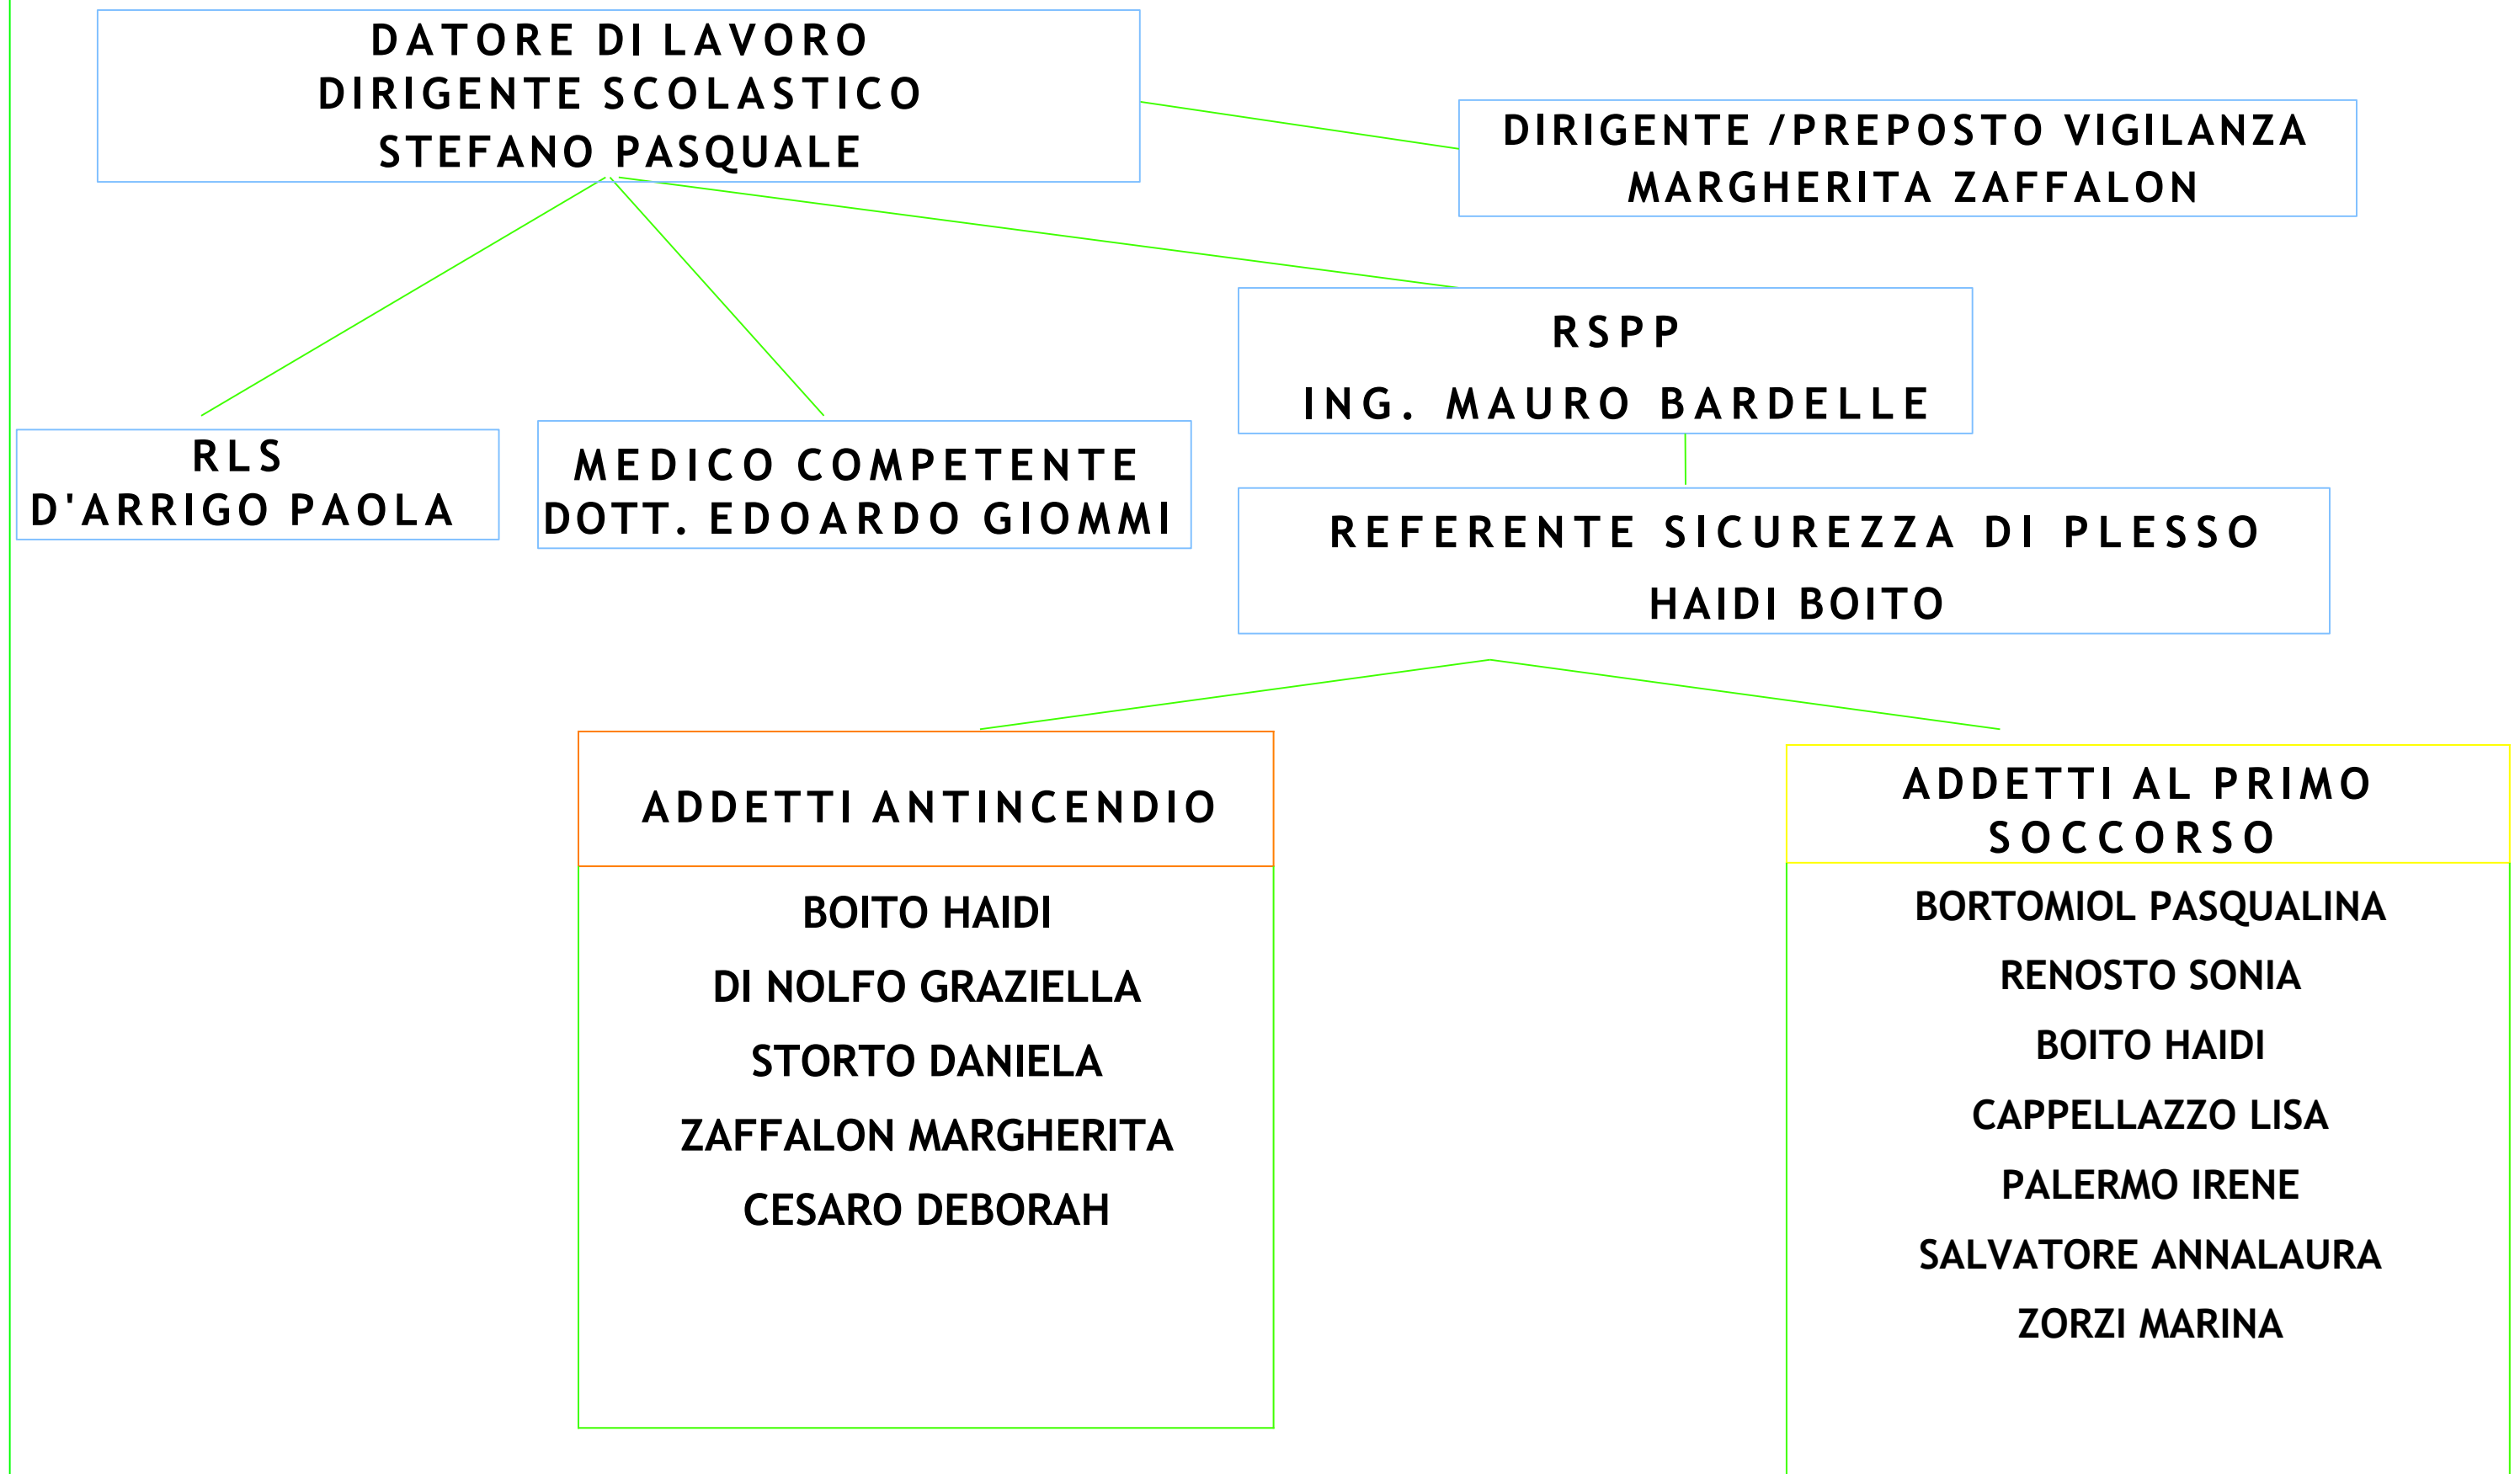 DATORE DI LAVORO
DIRIGENTE SCOLASTICO
STEFANO PASQUALE
DIRIGENTE /PREPOSTO VIGILANZA
MARGHERITA ZAFFALON
RSPP
ING. MAURO BARDELLE
RLS
D'ARRIGO PAOLA
MEDICO COMPETENTE
DOTT. EDOARDO GIOMMI
REFERENTE SICUREZZA DI PLESSO
HAIDI BOITO
ADDETTI ANTINCENDIO
BOITO HAIDI
DI NOLFO GRAZIELLA
STORTO DANIELA
ZAFFALON MARGHERITA
CESARO DEBORAH
ADDETTI AL PRIMO
SOCCORSO
BORTOMIOL PASQUALINA
RENOSTO SONIA
BOITO HAIDI
CAPPELLAZZO LISA
PALERMO IRENE
SALVATORE ANNALAURA
ZORZI MARINA